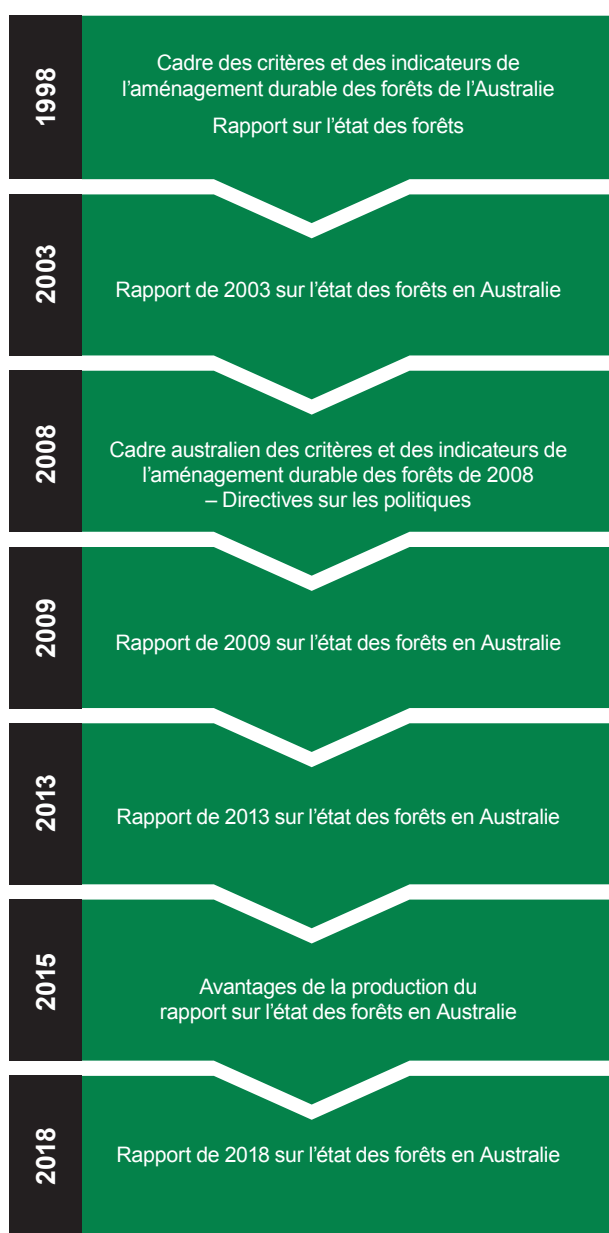 1998
Cadre des critères et des indicateurs de
l’aménagement durable des forêts de l’Australie
Rapport sur l’état des forêts
2003
Rapport de 2003 sur l’état des forêts en Australie
2008
Cadre australien des critères et des indicateurs de
l’aménagement durable des forêts de 2008
– Directives sur les politiques
2009
Rapport de 2009 sur l’état des forêts en Australie
2013
Rapport de 2013 sur l’état des forêts en Australie
2015
Avantages de la production du
rapport sur l’état des forêts en Australie
2018
Rapport de 2018 sur l’état des forêts en Australie